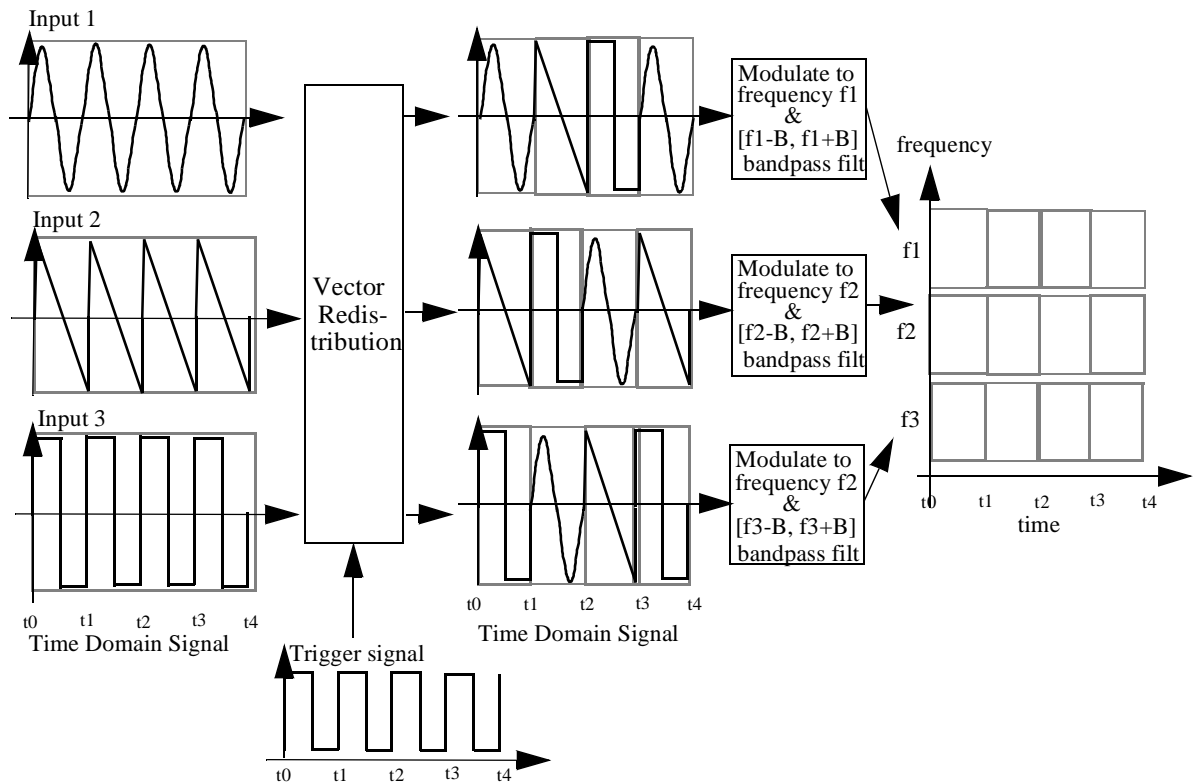 Input 1
Modulate to
frequency f1
&
[f1-B, f1+B]
bandpass filt
frequency
f1
Input 2
Vector
Redis-
tribution
Modulate to
frequency f2
&
[f2-B, f2+B]
bandpass filt
f2
Input 3
Modulate to
frequency f2
&
[f3-B, f3+B]
bandpass filt
f3
t0 t1 t2 t3 t4
time
t0 t1 t2 t3 t4
Time Domain Signal
t0 t1 t2 t3 t4
Time Domain Signal
Trigger signal
t0 t1 t2 t3 t4